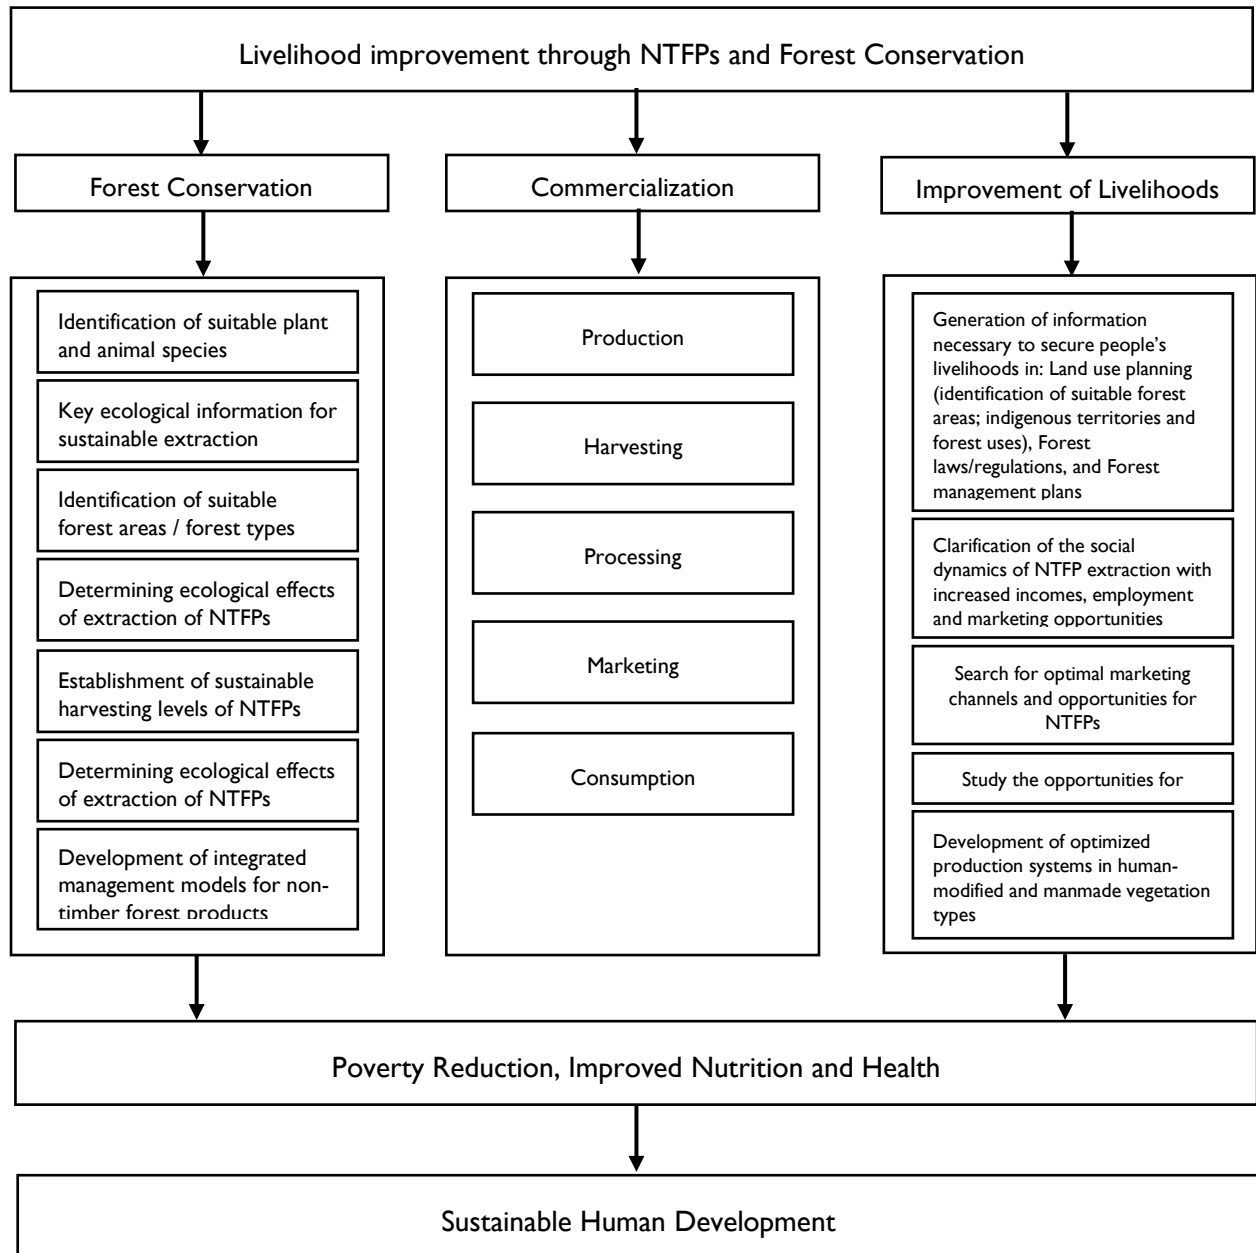 Livelihood improvement through NTFPs and Forest Conservation
Forest Conservation
Commercialization
Improvement of Livelihoods
Identification of suitable plant
and animal species
Key ecological information for
sustainable extraction
Identification of suitable
forest areas / forest types
Determining ecological effects
of extraction of NTFPs
Establishment of sustainable
harvesting levels of NTFPs
Determining ecological effects
of extraction of NTFPs
Development of integrated
management models for non-
timber forest products
Production
Harvesting
Processing
Marketing
Consumption
Generation of information
necessary to secure people’s
livelihoods in: Land use planning
(identification of suitable forest
areas; indigenous territories and
forest uses), Forest
laws/regulations, and Forest
management plans
Clarification of the social
dynamics of NTFP extraction with
increased incomes, employment
and marketing opportunities
Search for optimal marketing
channels and opportunities for
NTFPs
Study the opportunities for
Development of optimized
production systems in human-
modified and manmade vegetation
types
Poverty Reduction, Improved Nutrition and Health
Sustainable Human Development